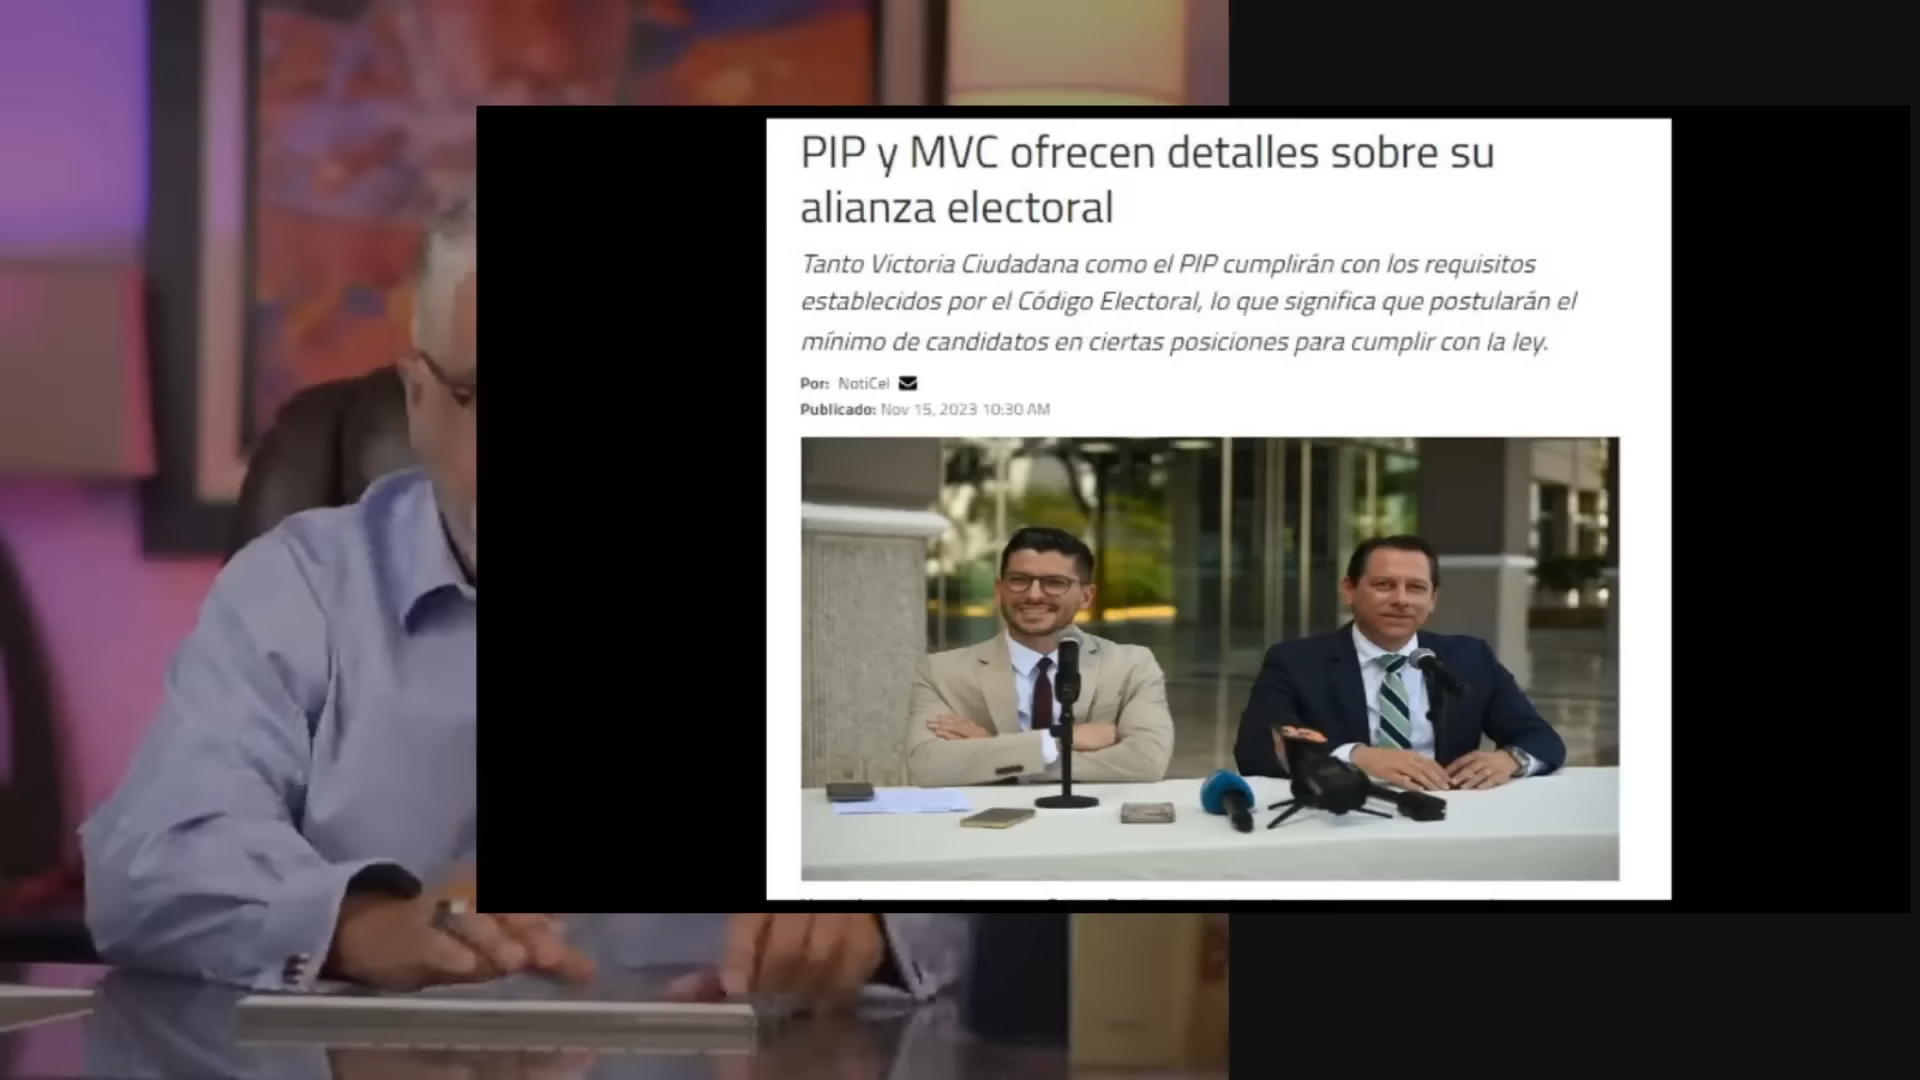 PIP y MVC ofrecen detalles sobre su
alianza electoral
Tanto Victoria Ciudadana como el PIP cumplirán con los requisitos
establecidos por el Código Electoral, lo que significa que postularán el
mínimo de candidatos en ciertas posiciones para cumplir con la ley.
Por: NotiCel
Publicado: Nov 15, 2023 10:30 AM